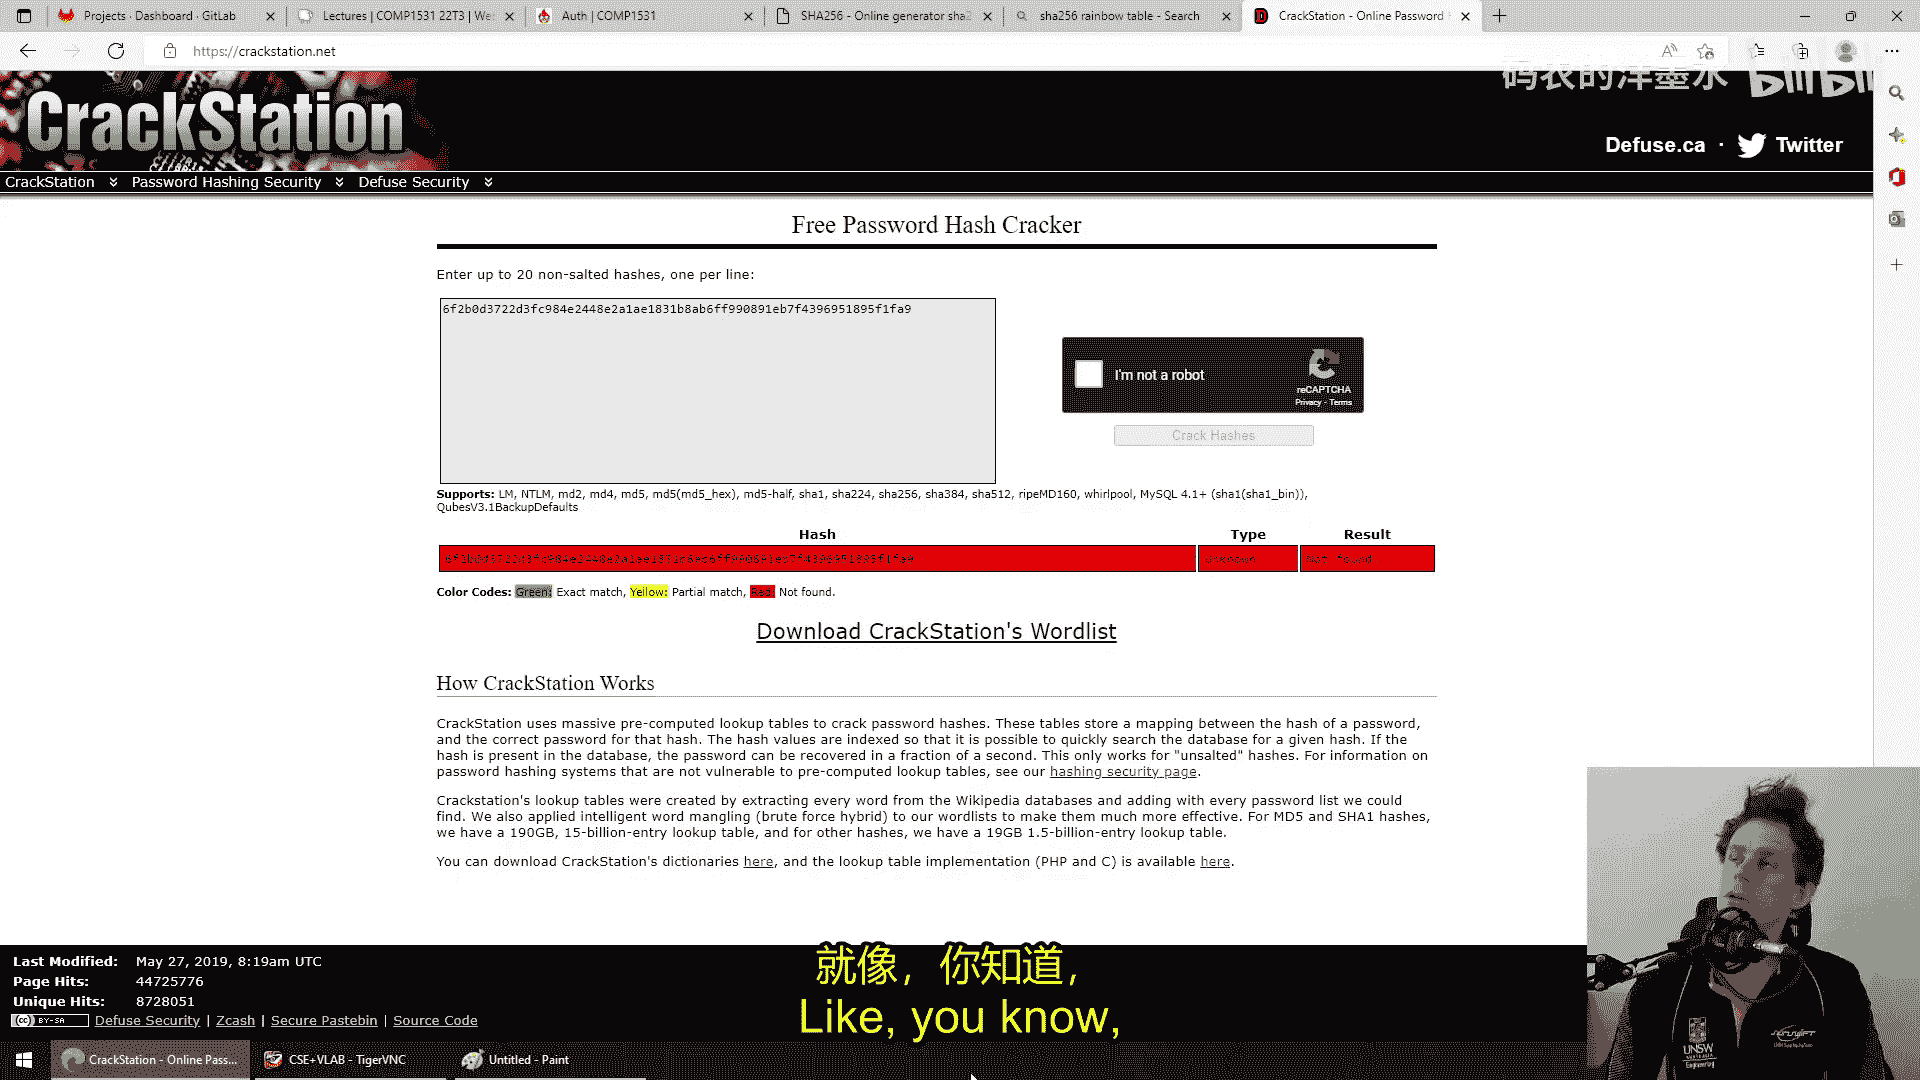 Projects · Dashboard · GitLab
Lectures | COMP1531 22T3 | We
Auth | COMP1531
SHA256 - Online generator sha2
sha256 rainbow table - Search
CrackStation - Online Password
https://crackstation.net
码农的洋墨水
CrackStation
Defuse.ca · Twitter
CrackStation Password Hashing Security Defuse Security
Free Password Hash Cracker
Enter up to 20 non-salted hashes, one per line:
6f2b0d3722d3fc984e2448e2a1ae1831b8ab6ff990891eb7f4396951895f1fa9
I'm not a robot
reCAPTCHA
Privacy - Terms
Crack Hashes
Supports: LM, NTLM, md2, md4, md5, md5(md5_hex), md5-half, sha1, sha224, sha256, sha384, sha512, ripeMD160, whirlpool, MySQL 4.1+ (sha1(sha1_bin)),
QubesV3.1BackupDefaults
Hash Type Result
Unknown Not found
Color Codes: Green: Exact match, Yellow: Partial match, Red: Not found.
Download CrackStation's Wordlist
How CrackStation Works
CrackStation uses massive pre-computed lookup tables to crack password hashes. These tables store a mapping between the hash of a password,
and the correct password for that hash. The hash values are indexed so that it is possible to quickly search the database for a given hash. If the
hash is present in the database, the password can be recovered in a fraction of a second. This only works for "unsalted" hashes. For information on
password hashing systems that are not vulnerable to pre-computed lookup tables, see our hashing security page.
Crackstation's lookup tables were created by extracting every word from the Wikipedia databases and adding with every password list we could
find. We also applied intelligent word mangling (brute force hybrid) to our wordlists to make them much more effective. For MD5 and SHA1 hashes,
we have a 190GB, 15-billion-entry lookup table, and for other hashes, we have a 19GB 1.5-billion-entry lookup table.
You can download CrackStation's dictionaries here, and the lookup table implementation (PHP and C) is available here.
Last Modified: May 27, 2019, 8:19am UTC
Page Hits: 44725776
Unique Hits: 8728051
BY-SA Defuse Security | Zcash | Secure Pastebin | Source Code
就像，你知道，
Like, you know,
UNSW
CrackStation - Online Pass...
CSE+VLAB - TigerVNC
Untitled - Paint